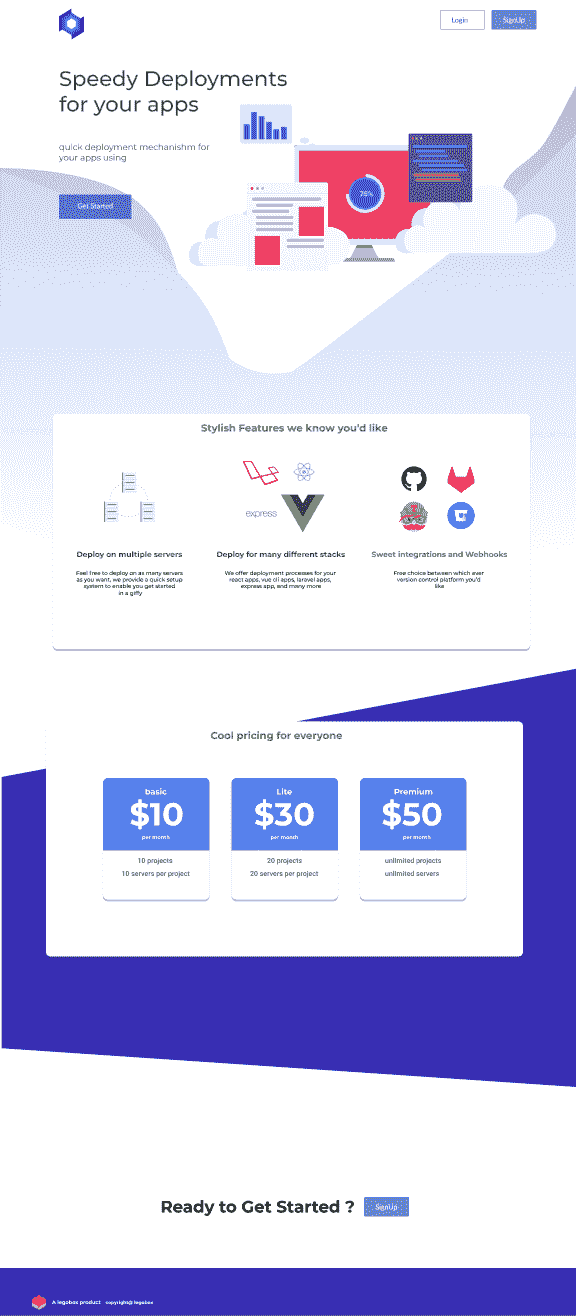 Login
SignUp
Speedy Deployments
for your apps
quick deployment mechanishm for
your apps using
75%
Get Started
Stylish Features we know you'd like
express
Deploy on multiple servers
Feel free to deploy on as many servers
as you want, we provide a quick setup
system to enable you get started
in a giffy
Deploy for many different stacks
We offer deployment processes for your
react apps, vue cli apps, laravel apps,
express app, and many more
Sweet integrations and Webhooks
Free choice between which ever
version control platform you'd
like
Cool pricing for everyone
basic
$10
per month
10 projects
10 servers per project
Lite
$30
per month
20 projects
20 servers per project
Premium
$50
per month
unlimited projects
unlimited servers
Ready to Get Started ?
SignUp
A legobox product copyright@legobox